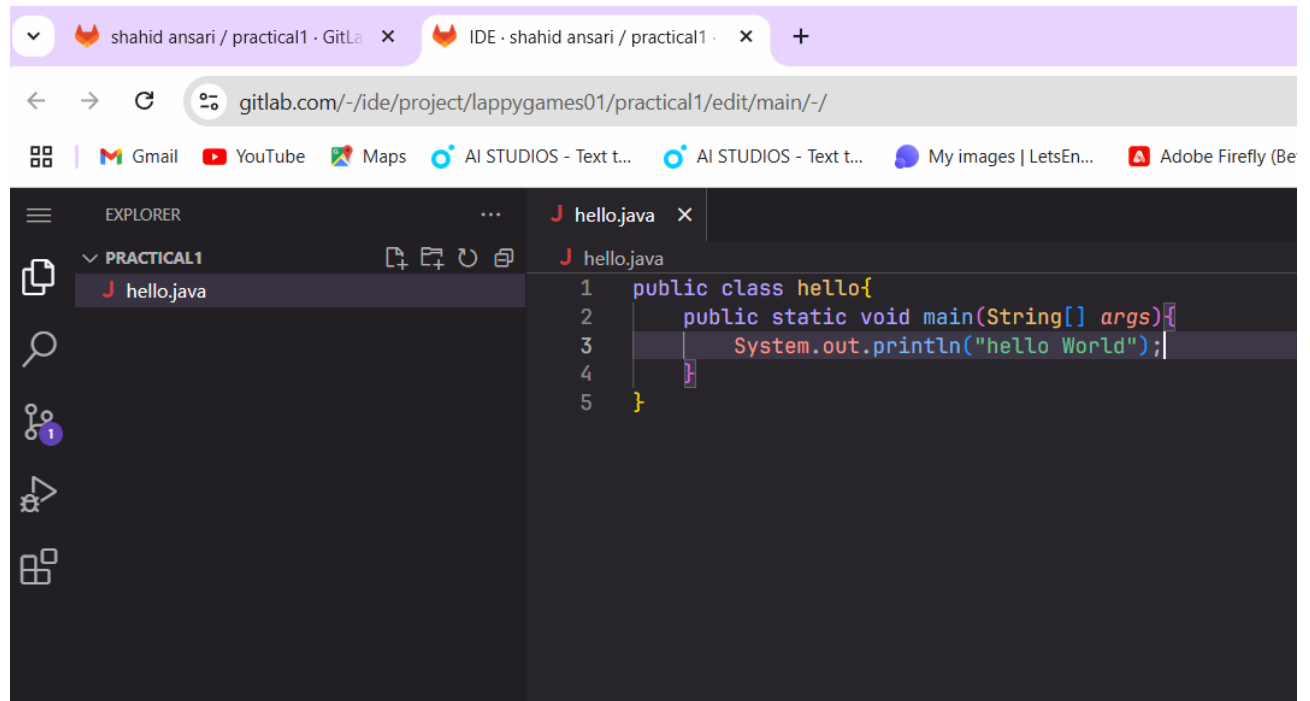 shahid ansari / practical1 · GitLa
IDE · shahid ansari / practical1 ·
gitlab.com/-/ide/project/lappygames01/practical1/edit/main/-/
Gmail YouTube Maps AI STUDIOS - Text t... AI STUDIOS - Text t... My images | LetsEn... Adobe Firefly (Be
EXPLORER ...
PRACTICAL1
J hello.java
1
J hello.java
J hello.java
1 public class hello{
2     public static void main(String[] args){
3         System.out.println("hello World");
4     }
5 }